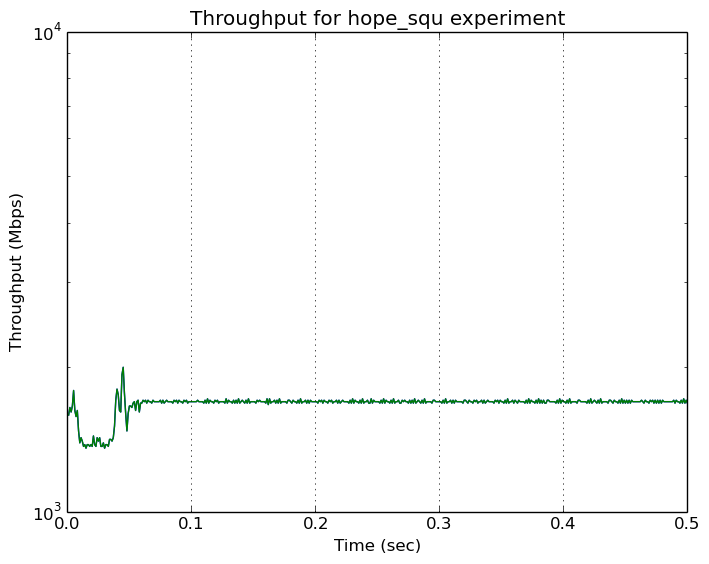 Throughput for hope_squ experiment
10^4
Throughput (Mbps)
10^3
0.0 0.1 0.2 0.3 0.4 0.5
Time (sec)